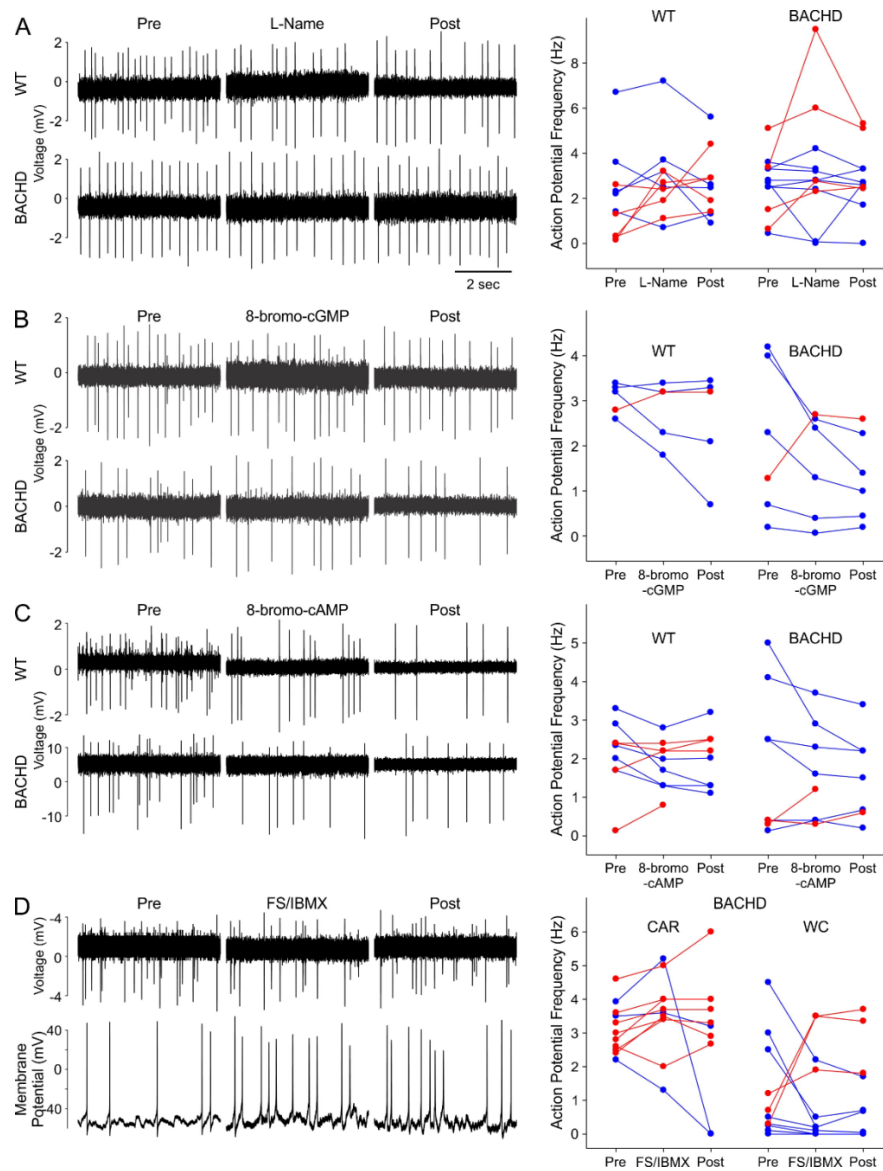 A
Pre L-Name Post
WT
BACHD
Voltage (mV)
2
0
-2
2
0
-2
2 sec
WT BACHD
Action Potential Frequency (Hz)
8
6
4
2
0
Pre L-Name Post Pre L-Name Post
B
Pre 8-bromo-cGMP Post
WT
BACHD
Voltage (mV)
2
0
2
2
0
-2
WT BACHD
Action Potential Frequency (Hz)
4
3
2
1
0
Pre 8-bromo Post Pre 8-bromo Post
-cGMP -cGMP
C
Pre 8-bromo-cAMP Post
WT
BACHD
Voltage (mV)
2
0
-2
10
0
-10
WT BACHD
Action Potential Frequency (Hz)
5
4
3
2
1
0
Pre 8-bromo Post Pre 8-bromo Post
-cAMP -cAMP
D
Pre FS/IBMX Post
Voltage (mV)
-4
0
-4
Membrane
Potential (mV)
40
0
-60
BACHD
CAR WC
Action Potential Frequency (Hz)
6
5
4
3
2
1
0
Pre FS/IBMX Post Pre FS/IBMX Post